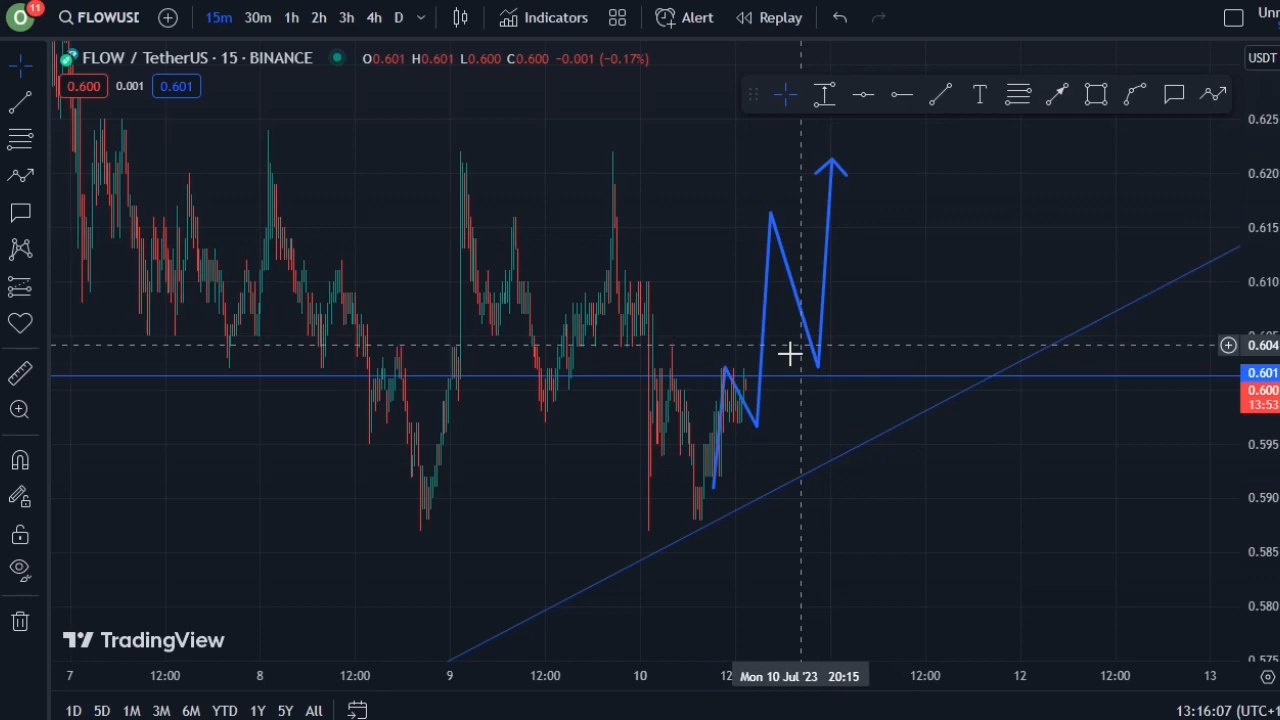 O 11 FLOWUSI 15m 30m 1h 2h 3h 4h D Indicators Alert Replay
FLOW / TetherUS · 15 · BINANCE O0.601 H0.601 L0.600 C0.600 -0.001 (-0.17%)
USDT
0.600 0.001 0.601
T
0.625
0.620
0.615
0.610
0.604
0.601
0.600
13:53
0.595
0.590
0.585
0.580
0.575
TradingView
7 12:00 8 12:00 9 12:00 10 12 Mon 10 Jul '23 20:15 12:00 12 12:00 13
1D 5D 1M 3M 6M YTD 1Y 5Y All 13:16:07 (UTC+1